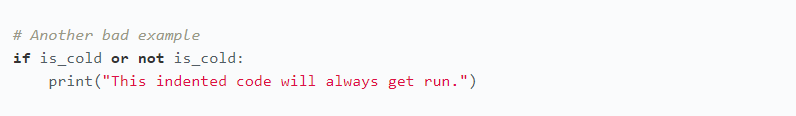 # Another bad example
if is_cold or not is_cold:
    print("This indented code will always get run.")